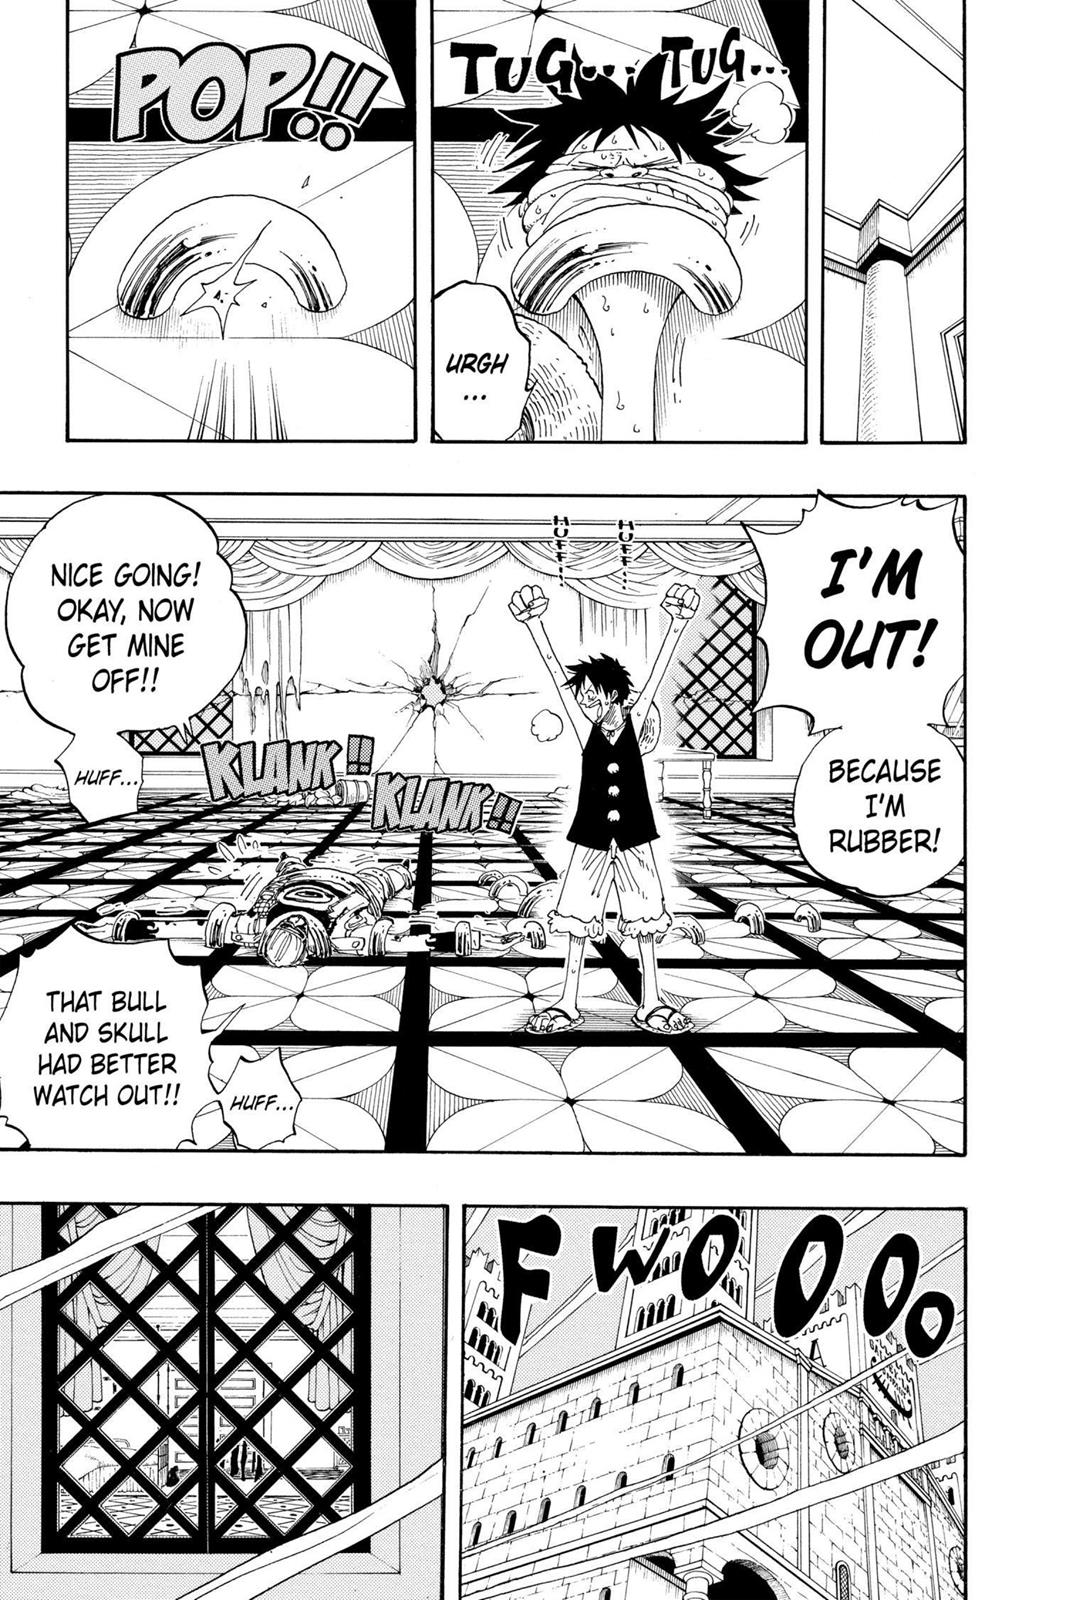 TUG... TUG...
URGH
...
POP!!
I'M
OUT!
BECAUSE
I'M
RUBBER!
HUFF...
HUFF...
NICE GOING!
OKAY, NOW
GET MINE
OFF!!
HUFF...
KLANK!!
KLANK!!
THAT BULL
AND SKULL
HAD BETTER
WATCH OUT!!
HUFF...
FWOOOOO